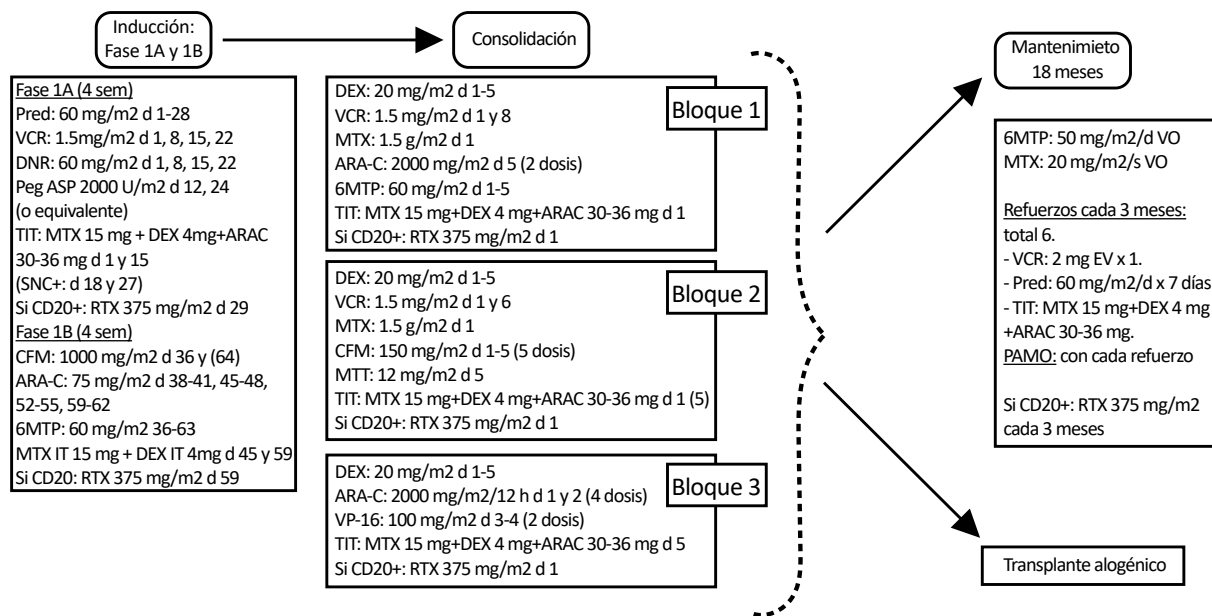 Inducción:
Fase 1A y 1B
Fase 1A (4 sem)
Pred: 60 mg/m2 d 1-28
VCR: 1.5mg/m2 d 1, 8, 15, 22
DNR: 60 mg/m2 d 1, 8, 15, 22
Peg ASP 2000 U/m2 d 12, 24
(o equivalente)
TIT: MTX 15 mg + DEX 4mg+ARAC
30-36 mg d 1 y 15
(SNC+: d 18 y 27)
Si CD20+: RTX 375 mg/m2 d 29
Fase 1B (4 sem)
CFM: 1000 mg/m2 d 36 y (64)
ARA-C: 75 mg/m2 d 38-41, 45-48,
52-55, 59-62
6MTP: 60 mg/m2 36-63
MTX IT 15 mg + DEX IT 4mg d 45 y 59
Si CD20: RTX 375 mg/m2 d 59
Consolidación
Bloque 1
DEX: 20 mg/m2 d 1-5
VCR: 1.5 mg/m2 d 1 y 8
MTX: 1.5 g/m2 d 1
ARA-C: 2000 mg/m2 d 5 (2 dosis)
6MTP: 60 mg/m2 d 1-5
TIT: MTX 15 mg+DEX 4 mg+ARAC 30-36 mg d 1
Si CD20+: RTX 375 mg/m2 d 1
Bloque 2
DEX: 20 mg/m2 d 1-5
VCR: 1.5 mg/m2 d 1 y 6
MTX: 1.5 g/m2 d 1
CFM: 150 mg/m2 d 1-5 (5 dosis)
MTT: 12 mg/m2 d 5
TIT: MTX 15 mg+DEX 4 mg+ARAC 30-36 mg d 1 (5)
Si CD20+: RTX 375 mg/m2 d 1
Bloque 3
DEX: 20 mg/m2 d 1-5
ARA-C: 2000 mg/m2/12 h d 1 y 2 (4 dosis)
VP-16: 100 mg/m2 d 3-4 (2 dosis)
TIT: MTX 15 mg+DEX 4 mg+ARAC 30-36 mg d 5
Si CD20+: RTX 375 mg/m2 d 1
Mantenimieto
18 meses
6MTP: 50 mg/m2/d VO
MTX: 20 mg/m2/s VO
Refuerzos cada 3 meses:
total 6.
- VCR: 2 mg EV x 1.
- Pred: 60 mg/m2/d x 7 días
- TIT: MTX 15 mg+DEX 4 mg
+ARAC 30-36 mg.
PAMO: con cada refuerzo
Si CD20+: RTX 375 mg/m2
cada 3 meses
Transplante alogénico